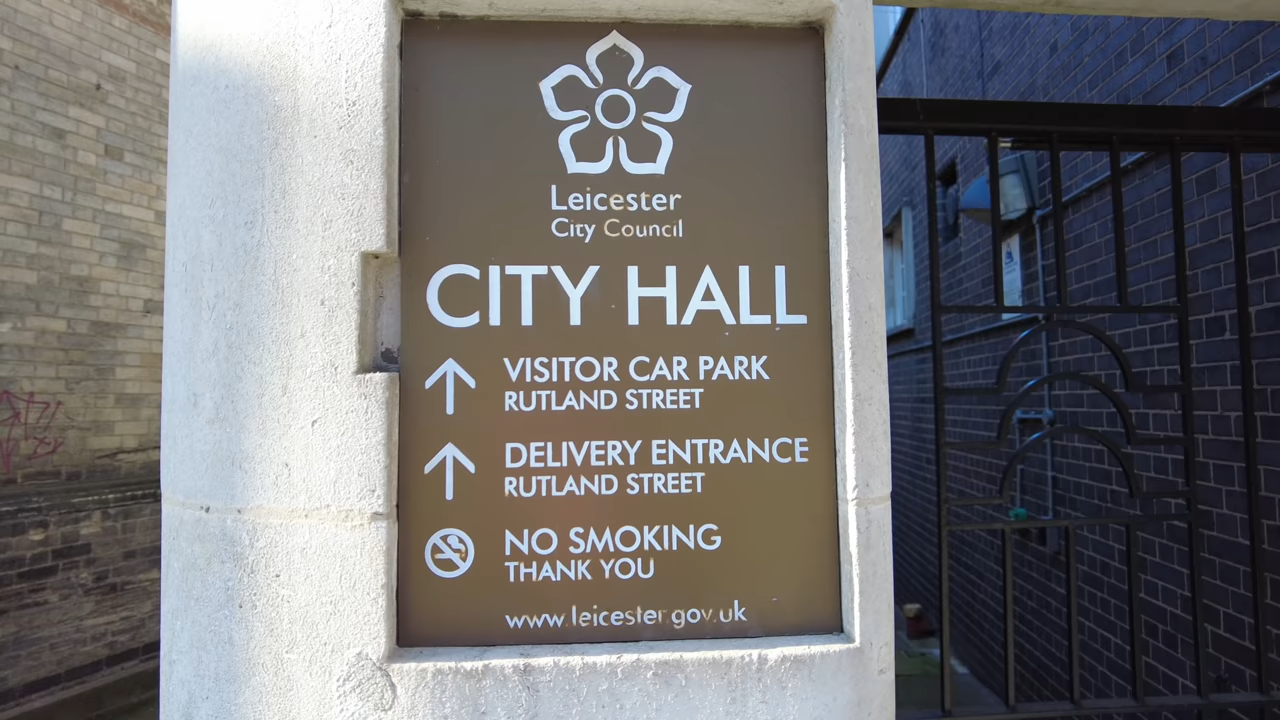 Leicester
City Council
CITY HALL
VISITOR CAR PARK
RUTLAND STREET
DELIVERY ENTRANCE
RUTLAND STREET
NO SMOKING
THANK YOU
www.leicester.gov.uk